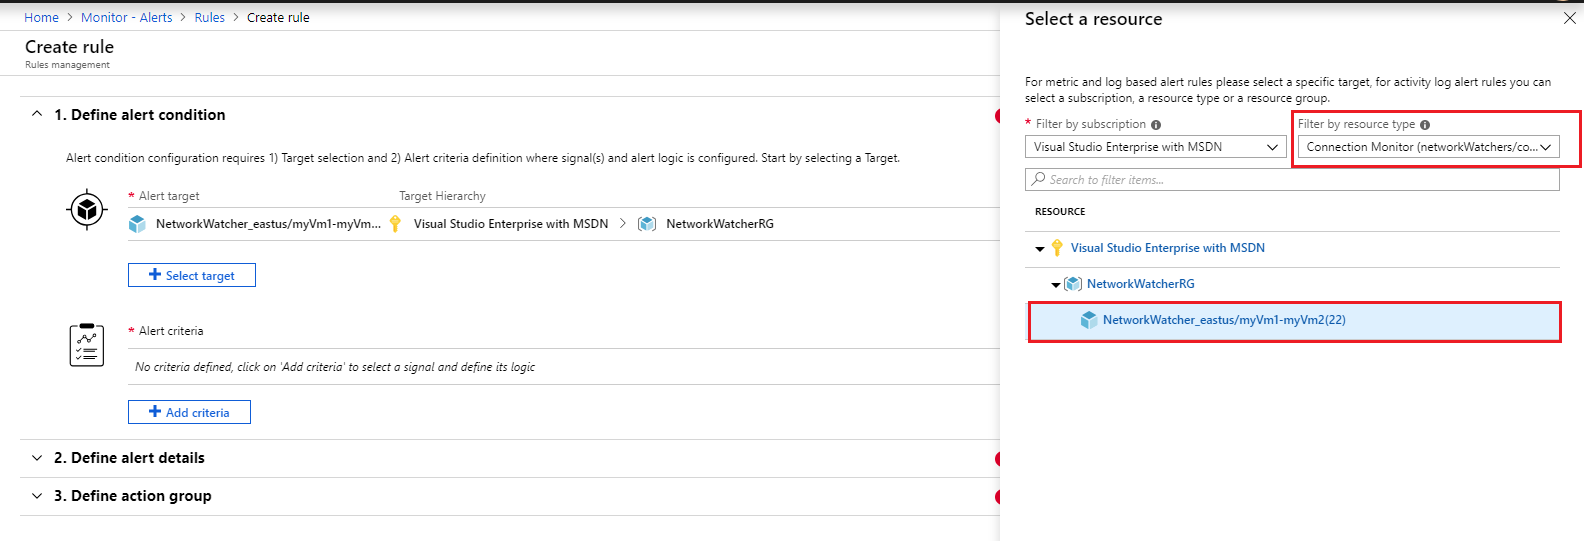 Home > Monitor - Alerts > Rules > Create rule
Create rule
Rules management
1. Define alert condition
Alert condition configuration requires 1) Target selection and 2) Alert criteria definition where signal(s) and alert logic is configured. Start by selecting a Target.
* Alert target
Target Hierarchy
NetworkWatcher_eastus/myVm1-myVm...
Visual Studio Enterprise with MSDN > NetworkWatcherRG
+ Select target
* Alert criteria
No criteria defined, click on 'Add criteria' to select a signal and define its logic
+ Add criteria
2. Define alert details
3. Define action group
Select a resource
For metric and log based alert rules please select a specific target, for activity log alert rules you can
select a subscription, a resource type or a resource group.
* Filter by subscription
Filter by resource type
Visual Studio Enterprise with MSDN
Connection Monitor (networkWatchers/co...
Search to filter items...
RESOURCE
Visual Studio Enterprise with MSDN
NetworkWatcherRG
NetworkWatcher_eastus/myVm1-myVm2(22)